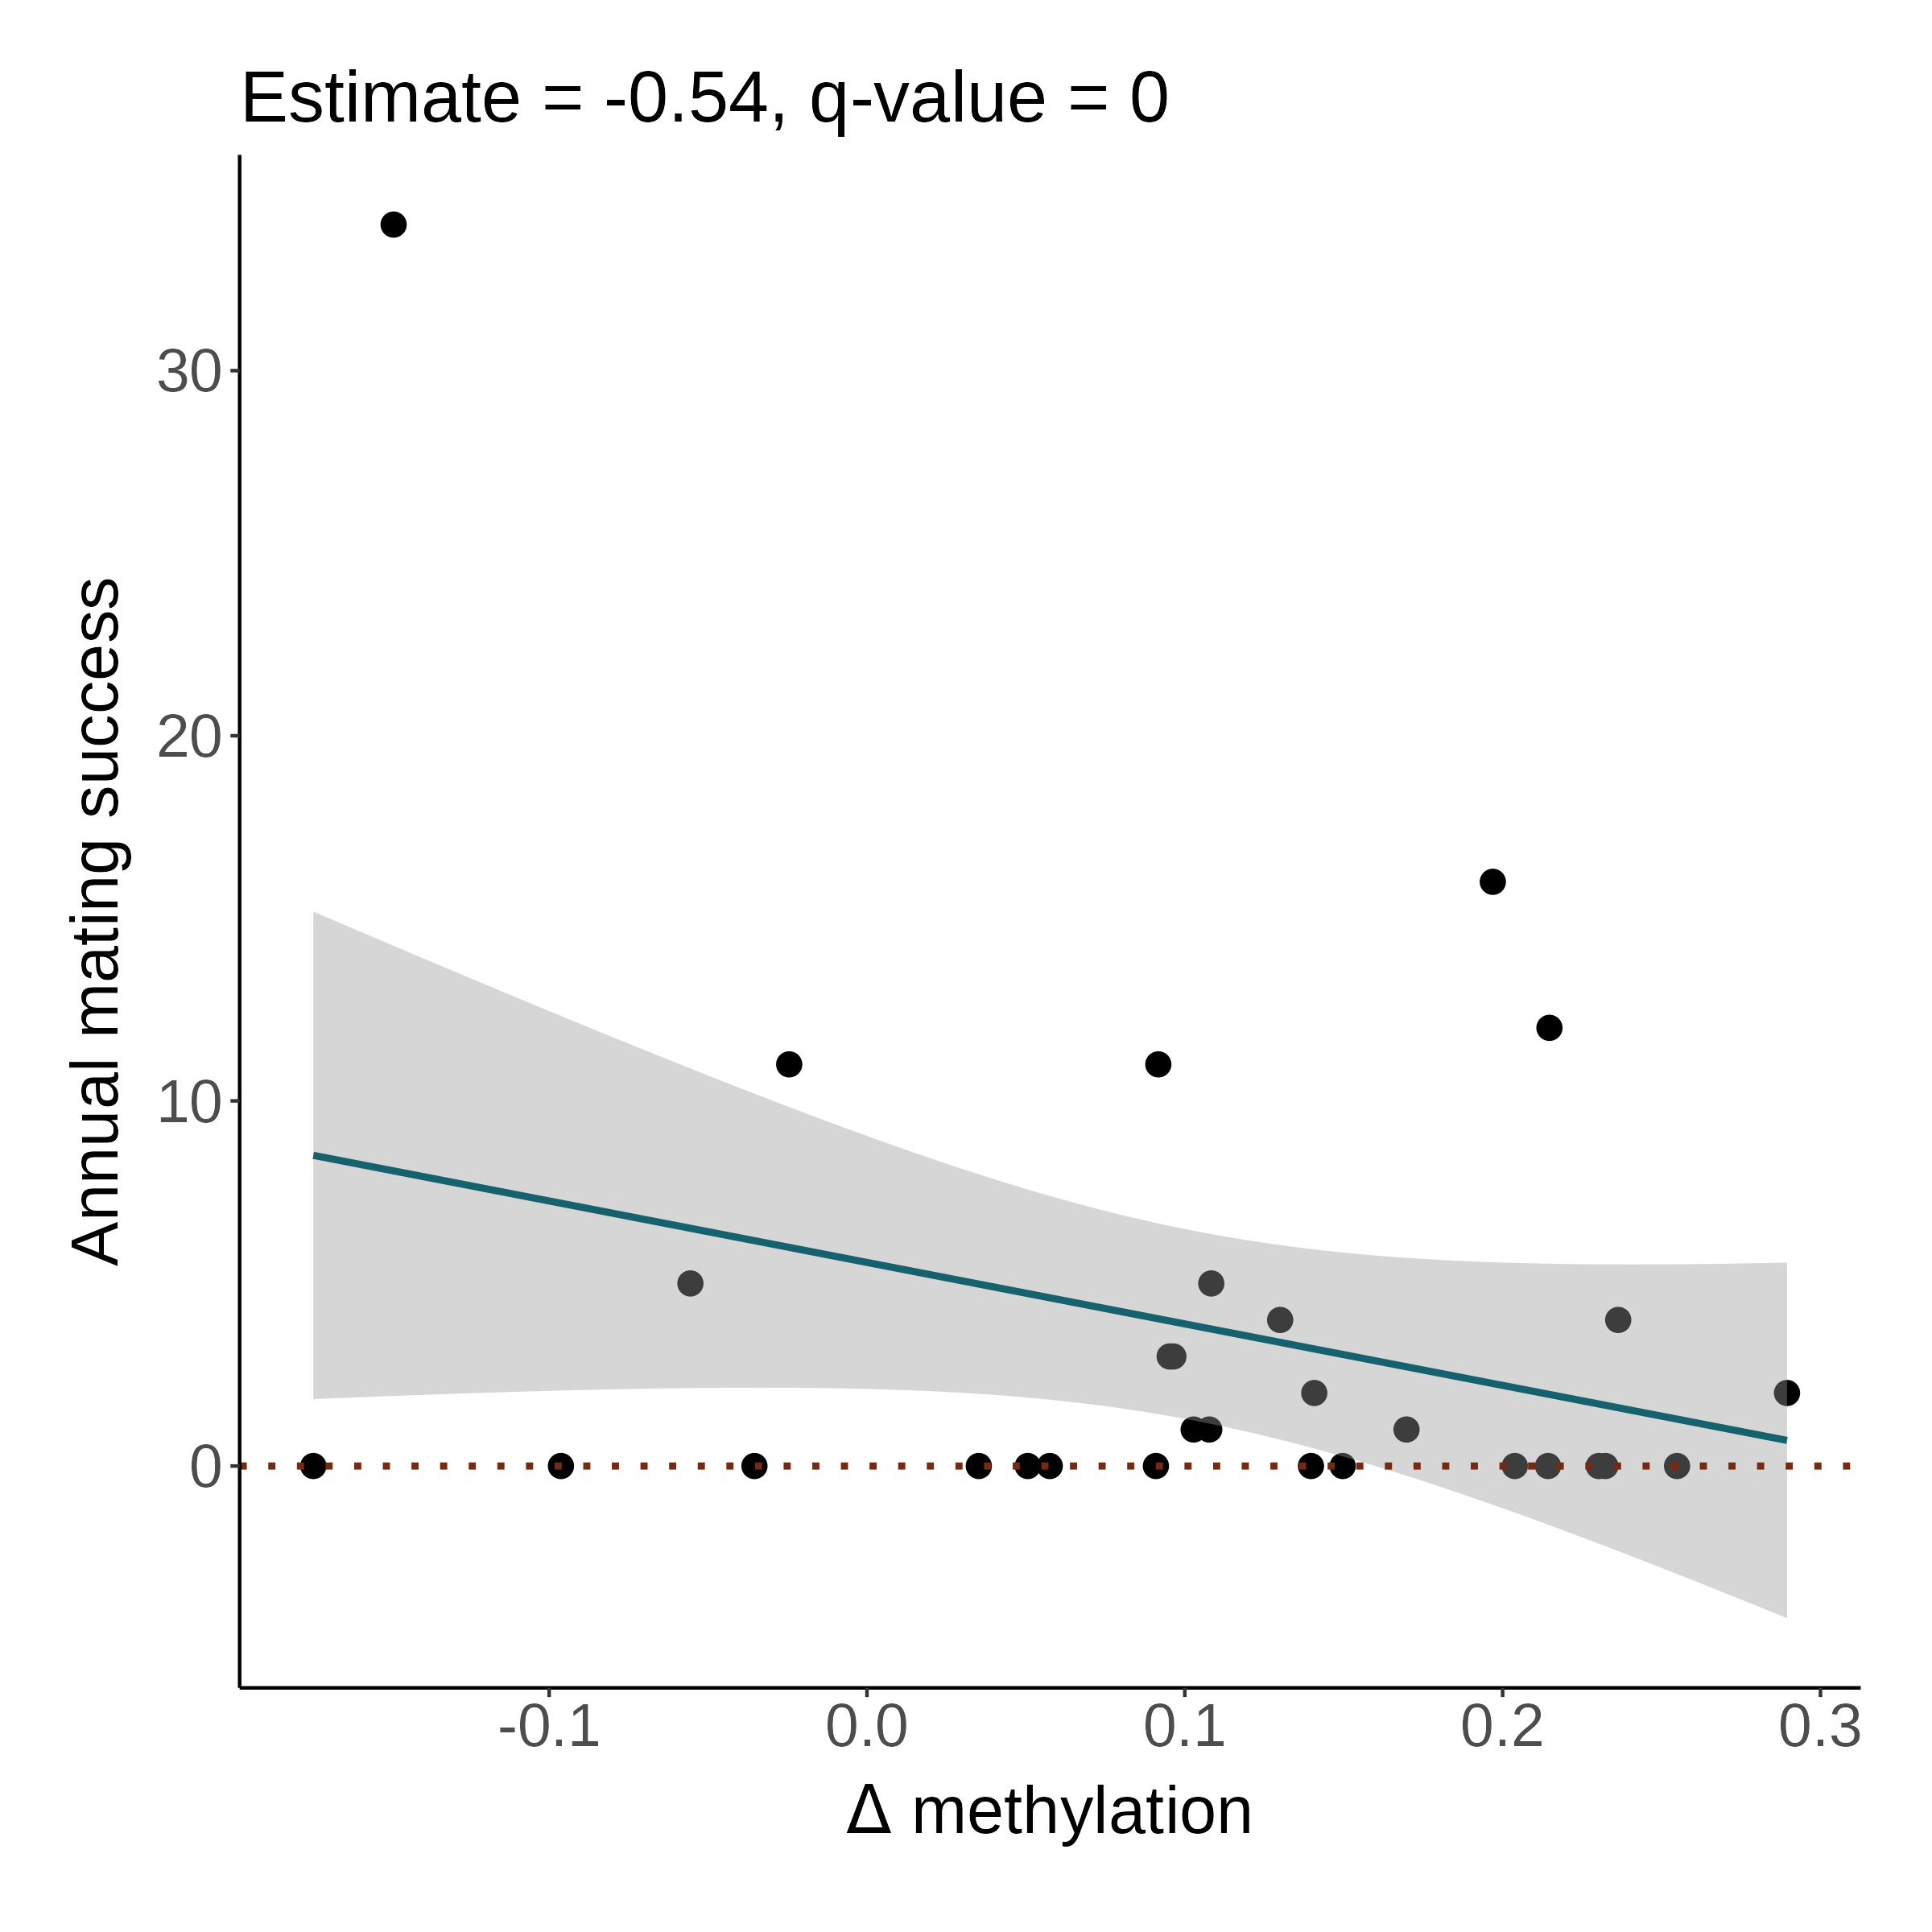 Estimate = -0.54, q-value = 0
Annual mating success
30
20
10
0
-0.1 0.0 0.1 0.2 0.3
Δ methylation